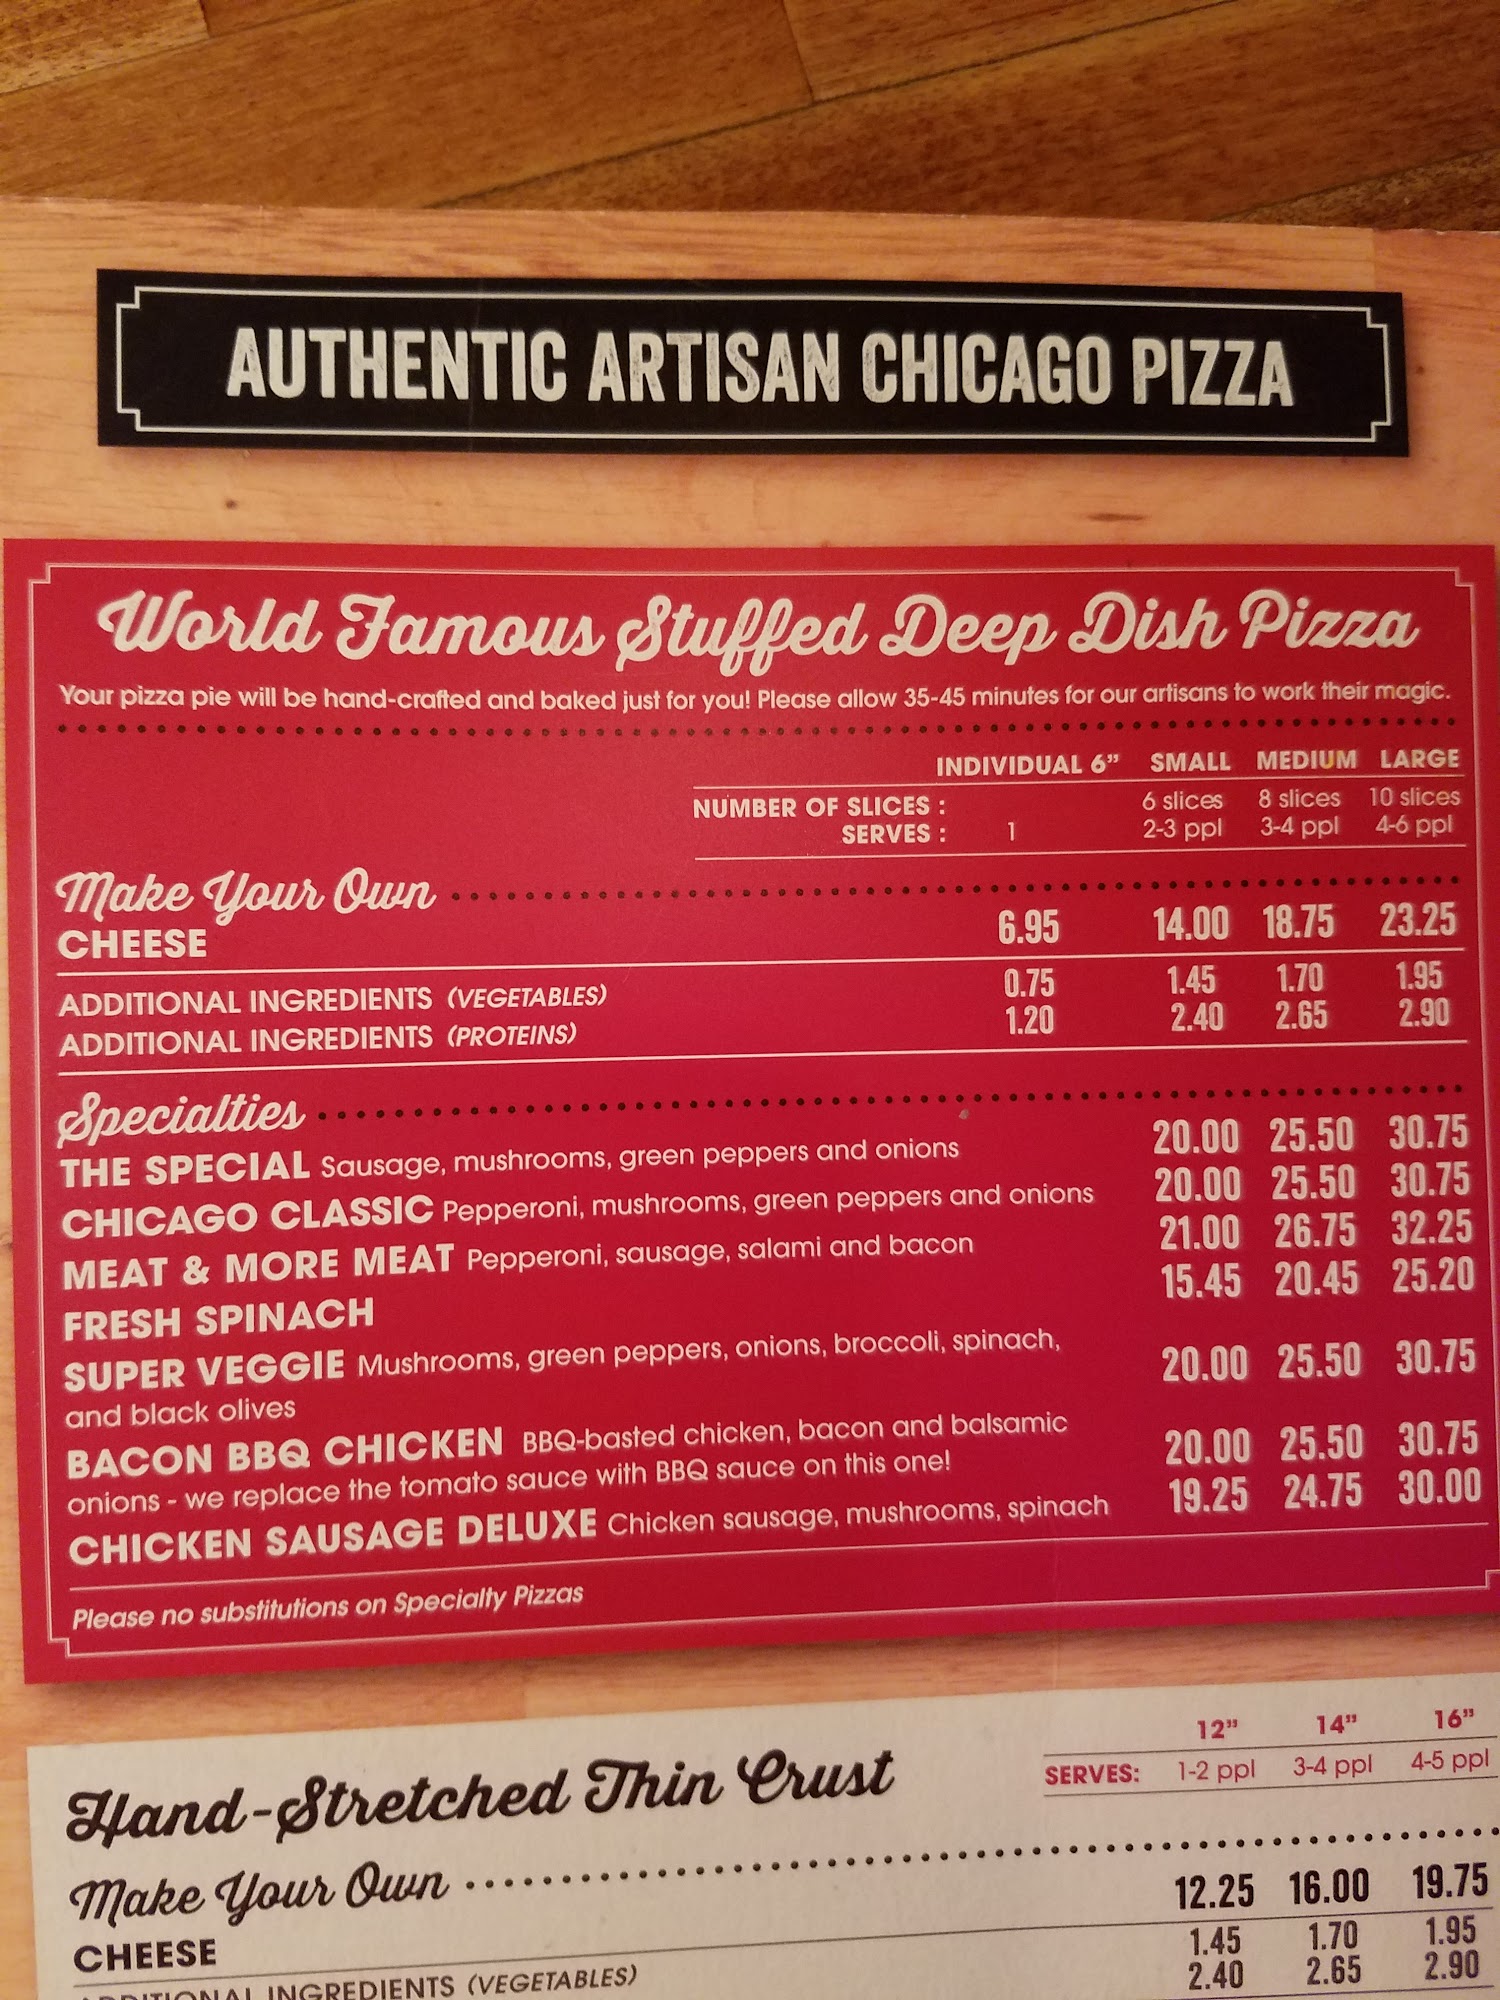 AUTHENTIC ARTISAN CHICAGO PIZZA
World Famous Stuffed Deep Dish Pizza
Your pizza pie will be hand-crafted and baked just for you! Please allow 35-45 minutes for our artisans to work their magic.
INDIVIDUAL 6” SMALL MEDIUM LARGE
NUMBER OF SLICES : 6 slices 8 slices 10 slices
SERVES : 1 2-3 ppl 3-4 ppl 4-6 ppl
Make Your Own
CHEESE 6.95 14.00 18.75 23.25
ADDITIONAL INGREDIENTS (VEGETABLES) 0.75 1.45 1.70 1.95
ADDITIONAL INGREDIENTS (PROTEINS) 1.20 2.40 2.65 2.90
Specialties
THE SPECIAL Sausage, mushrooms, green peppers and onions 20.00 25.50 30.75
CHICAGO CLASSIC Pepperoni, mushrooms, green peppers and onions 20.00 25.50 30.75
MEAT & MORE MEAT Pepperoni, sausage, salami and bacon 21.00 26.75 32.25
FRESH SPINACH 15.45 20.45 25.20
SUPER VEGGIE Mushrooms, green peppers, onions, broccoli, spinach, 20.00 25.50 30.75
and black olives
BACON BBQ CHICKEN BBQ-basted chicken, bacon and balsamic 20.00 25.50 30.75
onions - we replace the tomato sauce with BBQ sauce on this one!
CHICKEN SAUSAGE DELUXE Chicken sausage, mushrooms, spinach 19.25 24.75 30.00
Please no substitutions on Specialty Pizzas
12” 14” 16”
Hand-Stretched Thin Crust SERVES: 1-2 ppl 3-4 ppl 4-5 ppl
Make Your Own
CHEESE 12.25 16.00 19.75
ADDITIONAL INGREDIENTS (VEGETABLES) 1.45 1.70 1.95
2.40 2.65 2.90